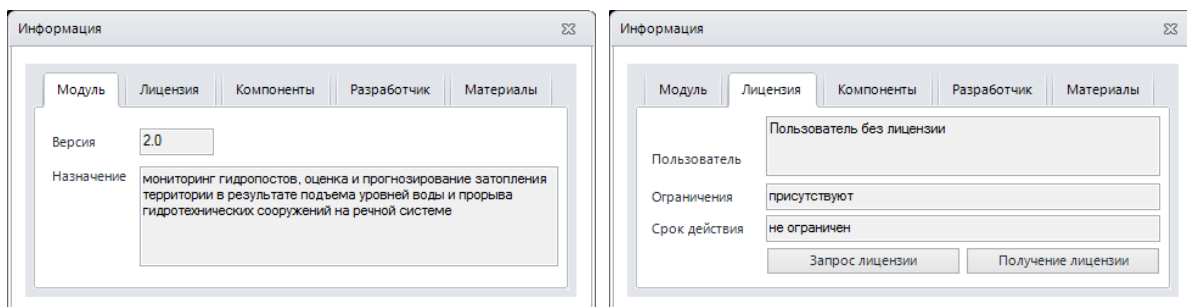 Информация
Модуль Лицензия Компоненты Разработчик Материалы
Версия 2.0
Назначение мониторинг гидропостов, оценка и прогнозирование затопления
территории в результате подъема уровней воды и прорыва
гидротехнических сооружений на речной системе
Информация
Модуль Лицензия Компоненты Разработчик Материалы
Пользователь без лицензии
Пользователь
Ограничения присутствуют
Срок действия не ограничен
Запрос лицензии Получение лицензии